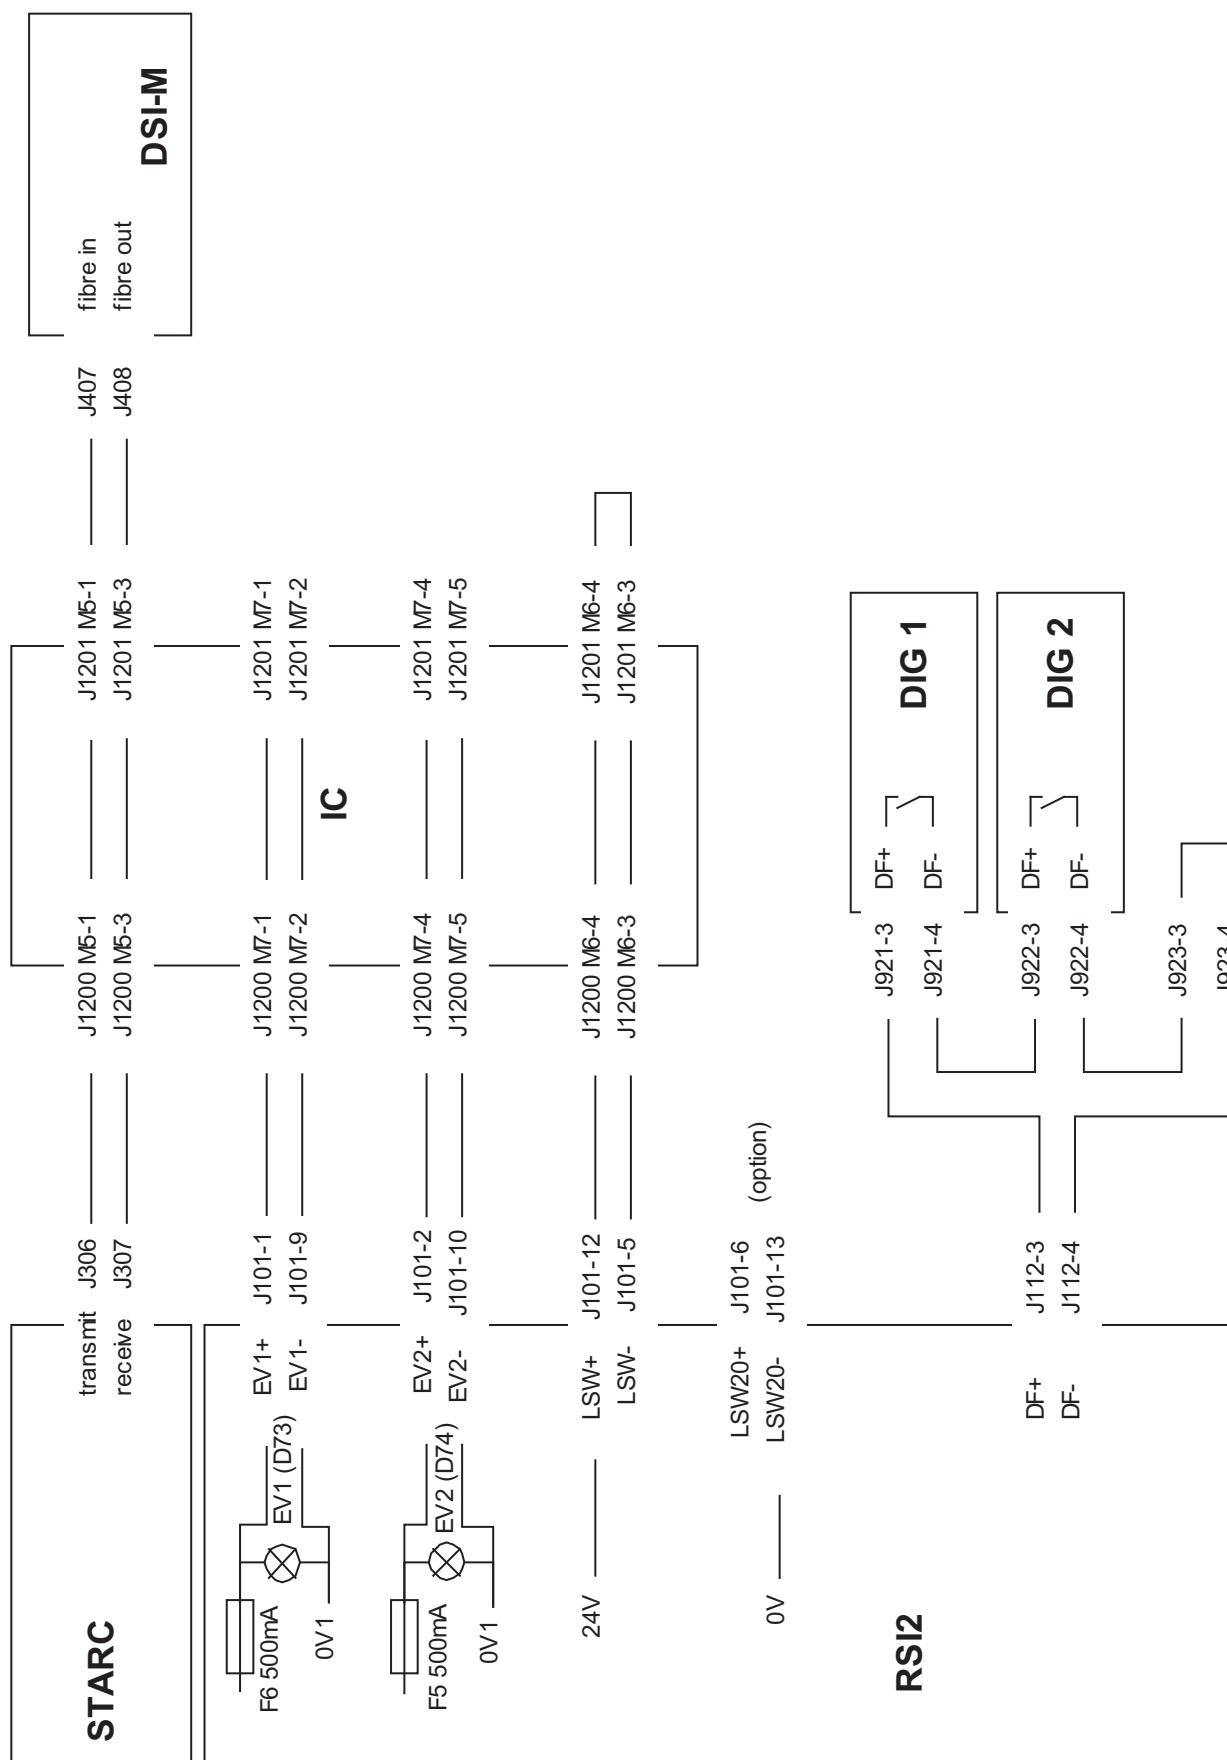 STARC
transmit J306 J1200 M5-1 J1201 M5-1 J407 fibre in
receive J307 J1200 M5-3 J1201 M5-3 J408 fibre out
DSI-M
F6 500mA
0V1
EV1 (D73)
EV1+ J101-1 J1200 M7-1 J1201 M7-1
EV1- J101-9 J1200 M7-2 J1201 M7-2
IC
F5 500mA
0V1
EV2 (D74)
EV2+ J101-2 J1200 M7-4 J1201 M7-4
EV2- J101-10 J1200 M7-5 J1201 M7-5
24V LSW+ J101-12 J1200 M6-4 J1201 M6-4
LSW- J101-5 J1200 M6-3 J1201 M6-3
LSW20+ J101-6
(option)
0V LSW20- J101-13
RSI2
J921-3 DF+
J921-4 DF-
DIG 1
DF+ J112-3 J922-3 DF+
DF- J112-4 J922-4 DF-
DIG 2
J923-3
J923-4